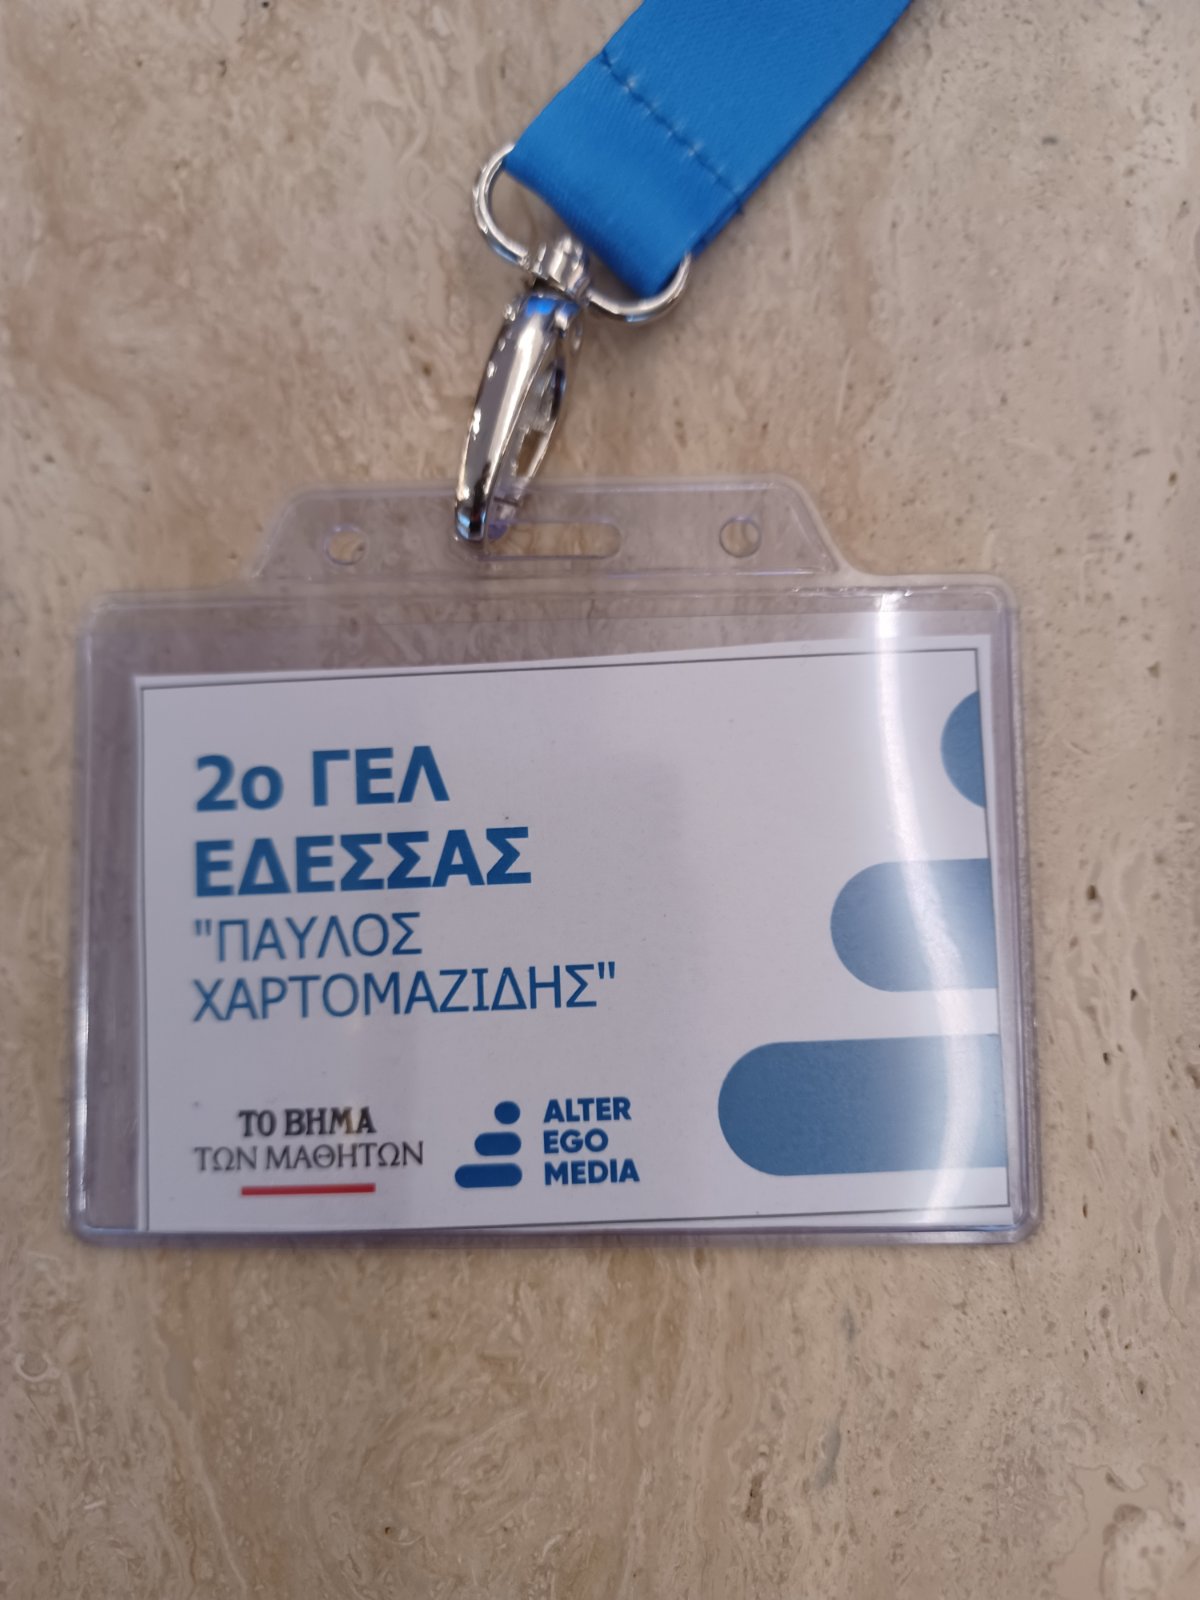 2ο ΓΕΛ
ΕΔΕΣΣΑΣ
"ΠΑΥΛΟΣ
ΧΑΡΤΟΜΑΖΙΔΗΣ"
ΤΟ ΒΗΜΑ
ΤΩΝ ΜΑΘΗΤΩΝ
ALTER
EGO
MEDIA